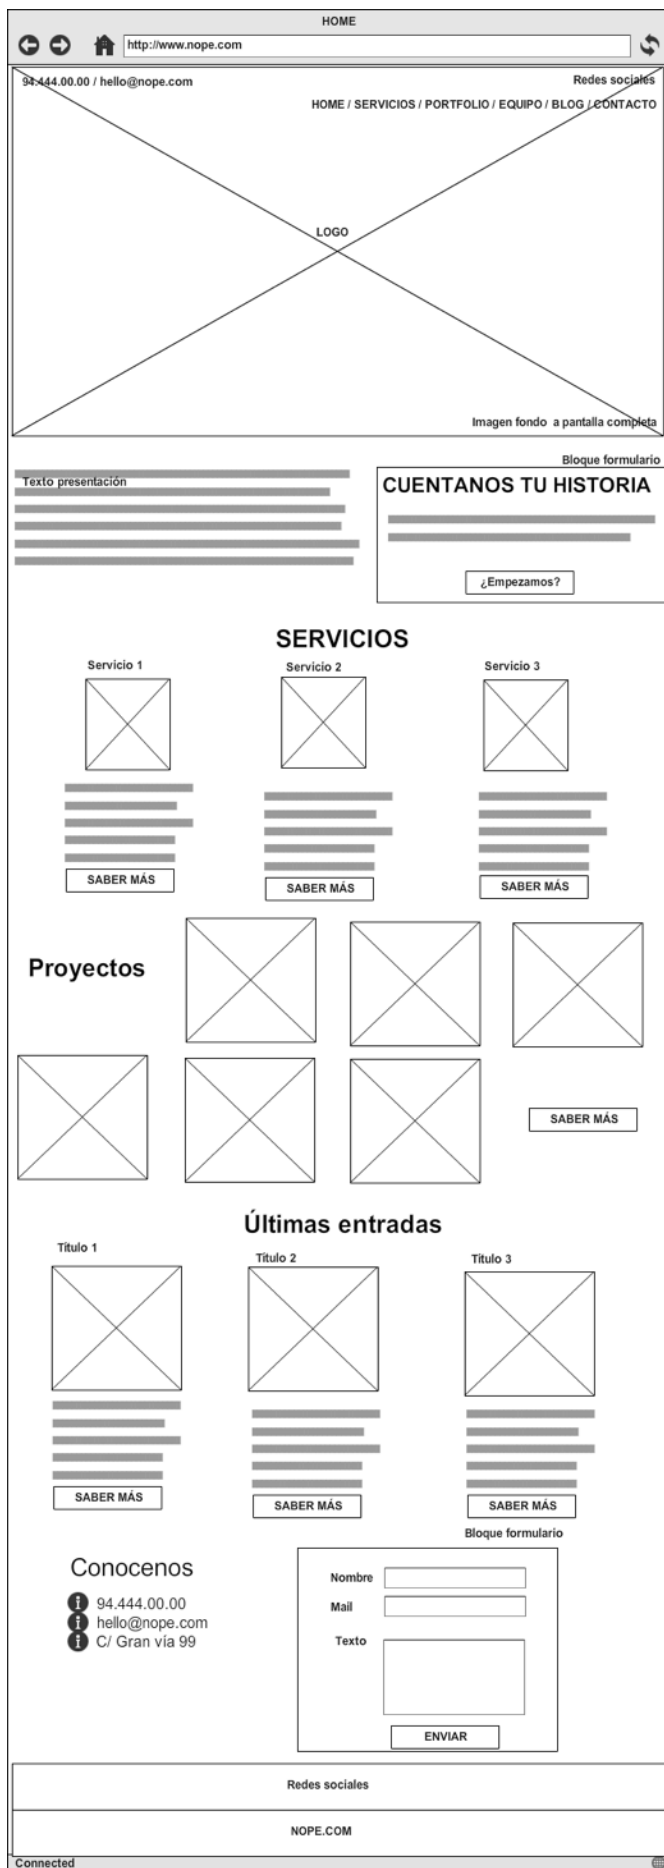 HOME
http://www.nope.com
94.444.00.00 / hello@nope.com
Redes sociales
HOME / SERVICIOS / PORTFOLIO / EQUIPO / BLOG / CONTACTO
LOGO
Imagen fondo a pantalla completa
Texto presentación
Bloque formulario
CUENTANOS TU HISTORIA
¿Empezamos?
SERVICIOS
Servicio 1
Servicio 2
Servicio 3
SABER MÁS
SABER MÁS
SABER MÁS
Proyectos
SABER MÁS
Últimas entradas
Título 1
Título 2
Título 3
SABER MÁS
SABER MÁS
SABER MÁS
Bloque formulario
Conocenos
94.444.00.00
hello@nope.com
C/ Gran vía 99
Nombre
Mail
Texto
ENVIAR
Redes sociales
NOPE.COM
Connected